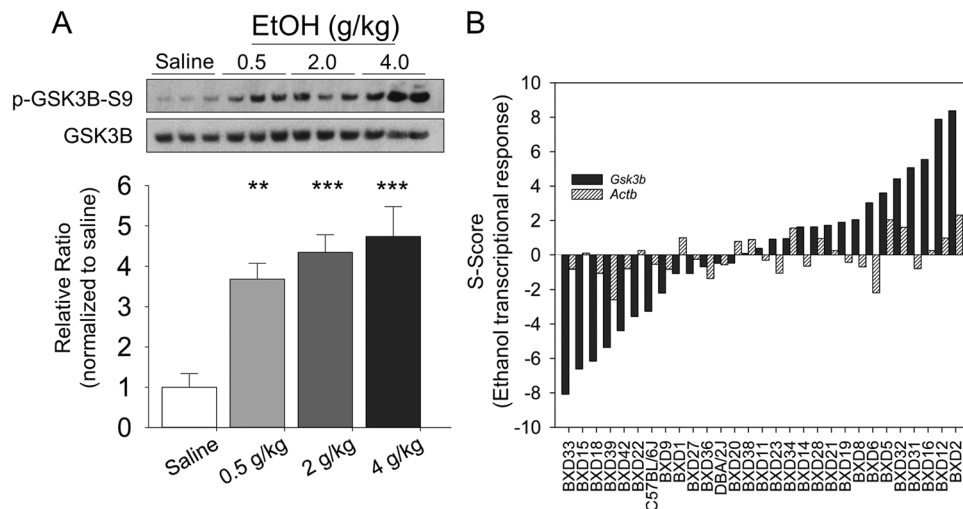 A
EtOH (g/kg)
Saline 0.5 2.0 4.0
p-GSK3B-S9
GSK3B
Relative Ratio
(normalized to saline)
6
5
4
3
2
1
0
** *** ***
Saline
0.5 g/kg
2 g/kg
4 g/kg
B
S-Score
(Ethanol transcriptional response)
10
8
6
4
2
0
-2
-4
-6
-8
-10
Gsk3b
Actb
BXD33
BXD15
BXD18
BXD39
BXD42
BXD22
C57BL/6J
BXD9
BXD1
BXD27
BXD36
DBA/2J
BXD20
BXD38
BXD11
BXD23
BXD34
BXD14
BXD28
BXD21
BXD19
BXD8
BXD6
BXD5
BXD32
BXD31
BXD16
BXD12
BXD2